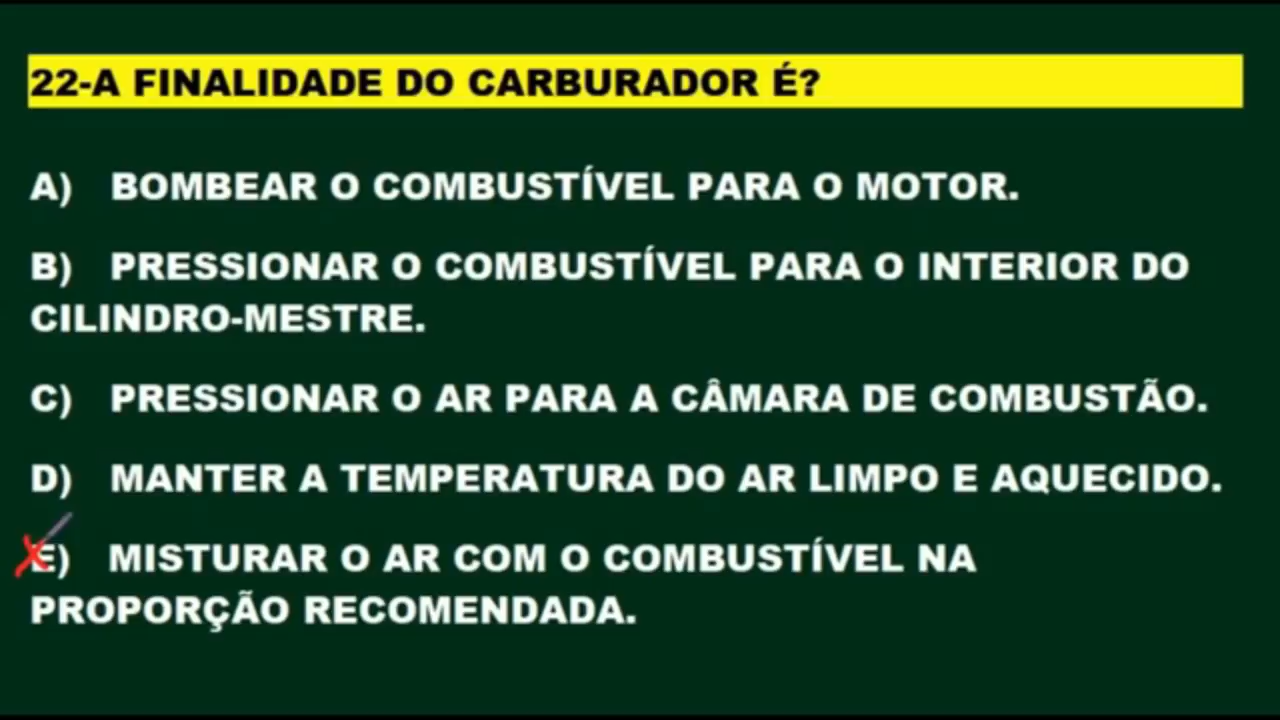 22-A FINALIDADE DO CARBURADOR É?
A) BOMBEAR O COMBUSTÍVEL PARA O MOTOR.
B) PRESSIONAR O COMBUSTÍVEL PARA O INTERIOR DO
CILINDRO-MESTRE.
C) PRESSIONAR O AR PARA A CÂMARA DE COMBUSTÃO.
D) MANTER A TEMPERATURA DO AR LIMPO E AQUECIDO.
E) MISTURAR O AR COM O COMBUSTÍVEL NA
PROPORÇÃO RECOMENDADA.